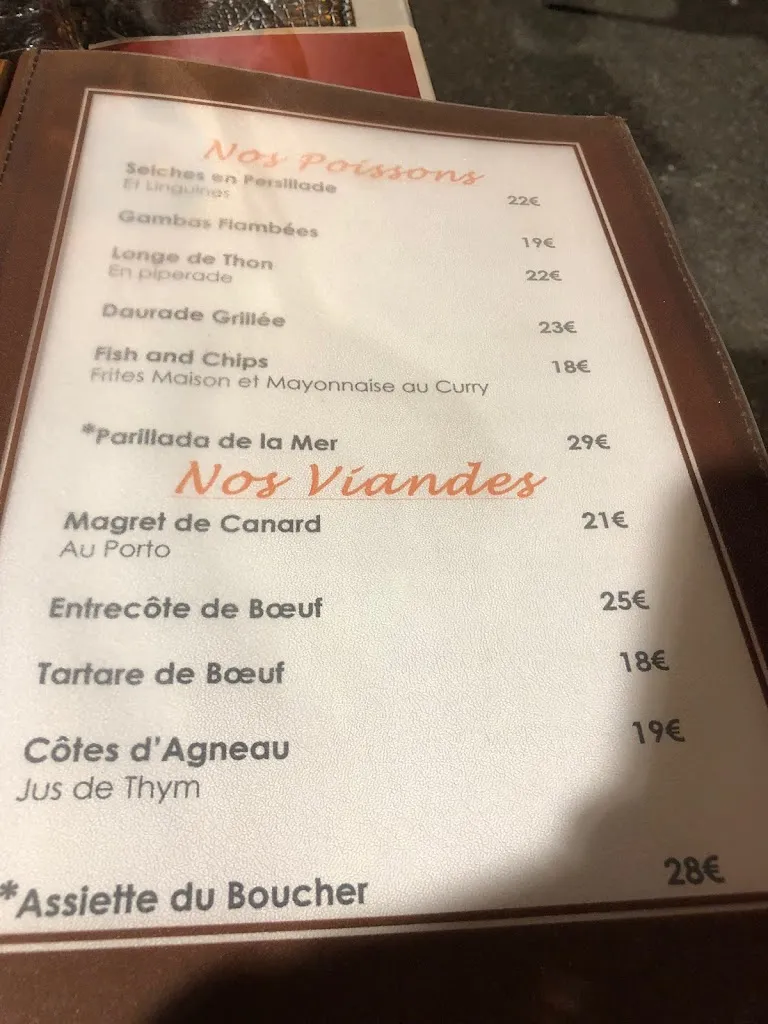 Nos Poissons
Seiches en Persillade
Et Linguines 22€
Gambas Flambées 19€
Longe de Thon 22€
En piperade
Daurade Grillée 23€
Fish and Chips 18€
Frites Maison et Mayonnaise au Curry
*Parillada de la Mer 29€
Nos Viandes
Magret de Canard 21€
Au Porto
Entrecôte de Bœuf 25€
Tartare de Bœuf 18€
Côtes d'Agneau 19€
Jus de Thym
*Assiette du Boucher 28€